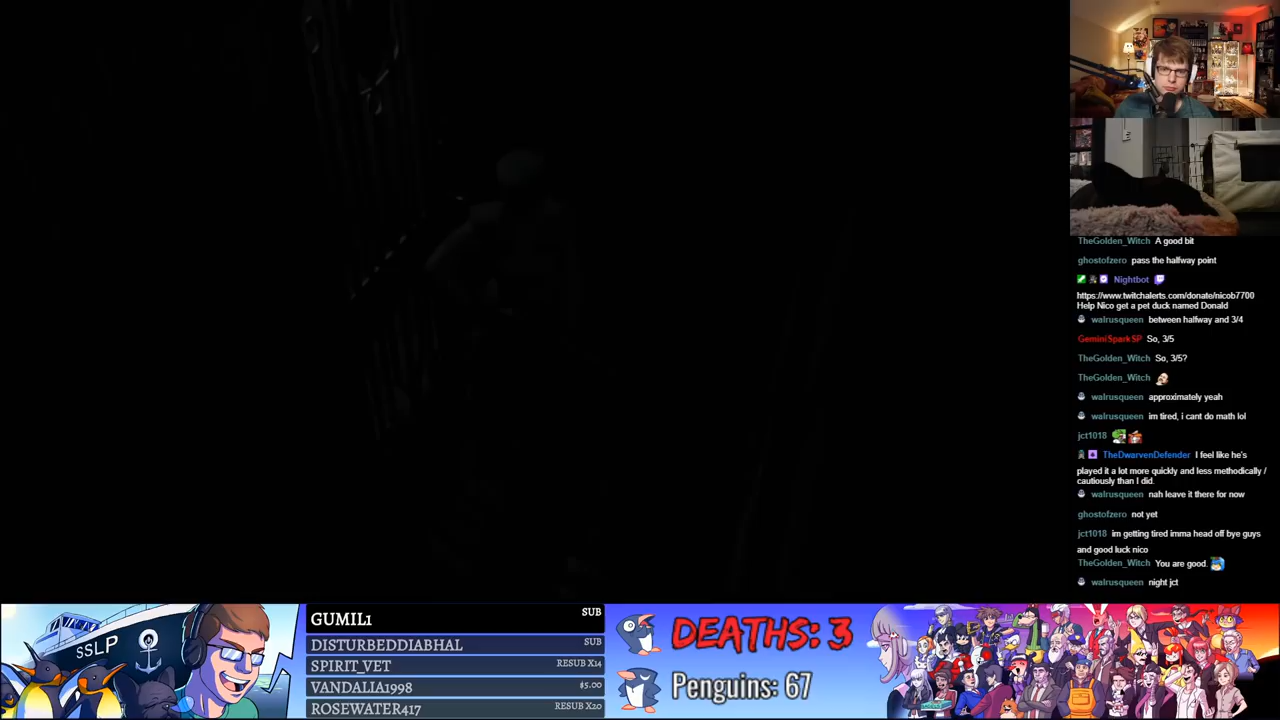 TheGolden_Witch A good bit
ghostofzero pass the halfway point
Nightbot
https://www.twitchalerts.com/donate/nicob7700
Help Nico get a pet duck named Donald
walrusqueen between halfway and 3/4
GeminiSparkSP So, 3/5
TheGolden_Witch So, 3/5?
TheGolden_Witch
walrusqueen approximately yeah
walrusqueen im tired, i cant do math lol
jct1018
TheDwarvenDefender I feel like he's
played it a lot more quickly and less methodically /
cautiously than I did.
walrusqueen nah leave it there for now
ghostofzero not yet
jct1018 im getting tired imma head off bye guys
and good luck nico
TheGolden_Witch You are good.
walrusqueen night jct
SSLP
GUMIL1 SUB
DISTURBEDDIABHAL SUB
SPIRIT_VET RESUB X14
VANDALIA1998 $5.00
ROSEWATER417 RESUB X20
DEATHS: 3
Penguins: 67